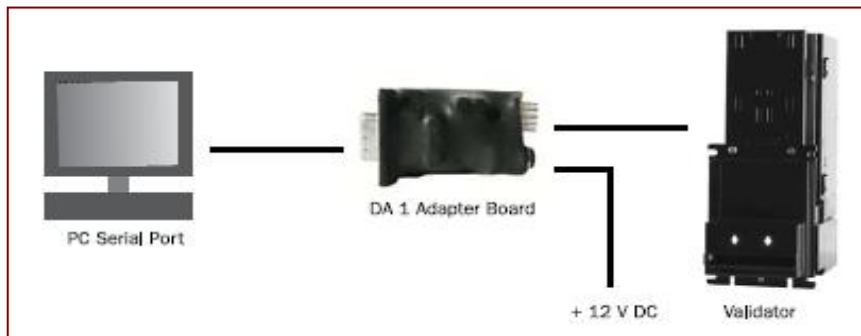 PC Serial Port
DA 1 Adapter Board
+ 12 V DC
Validator